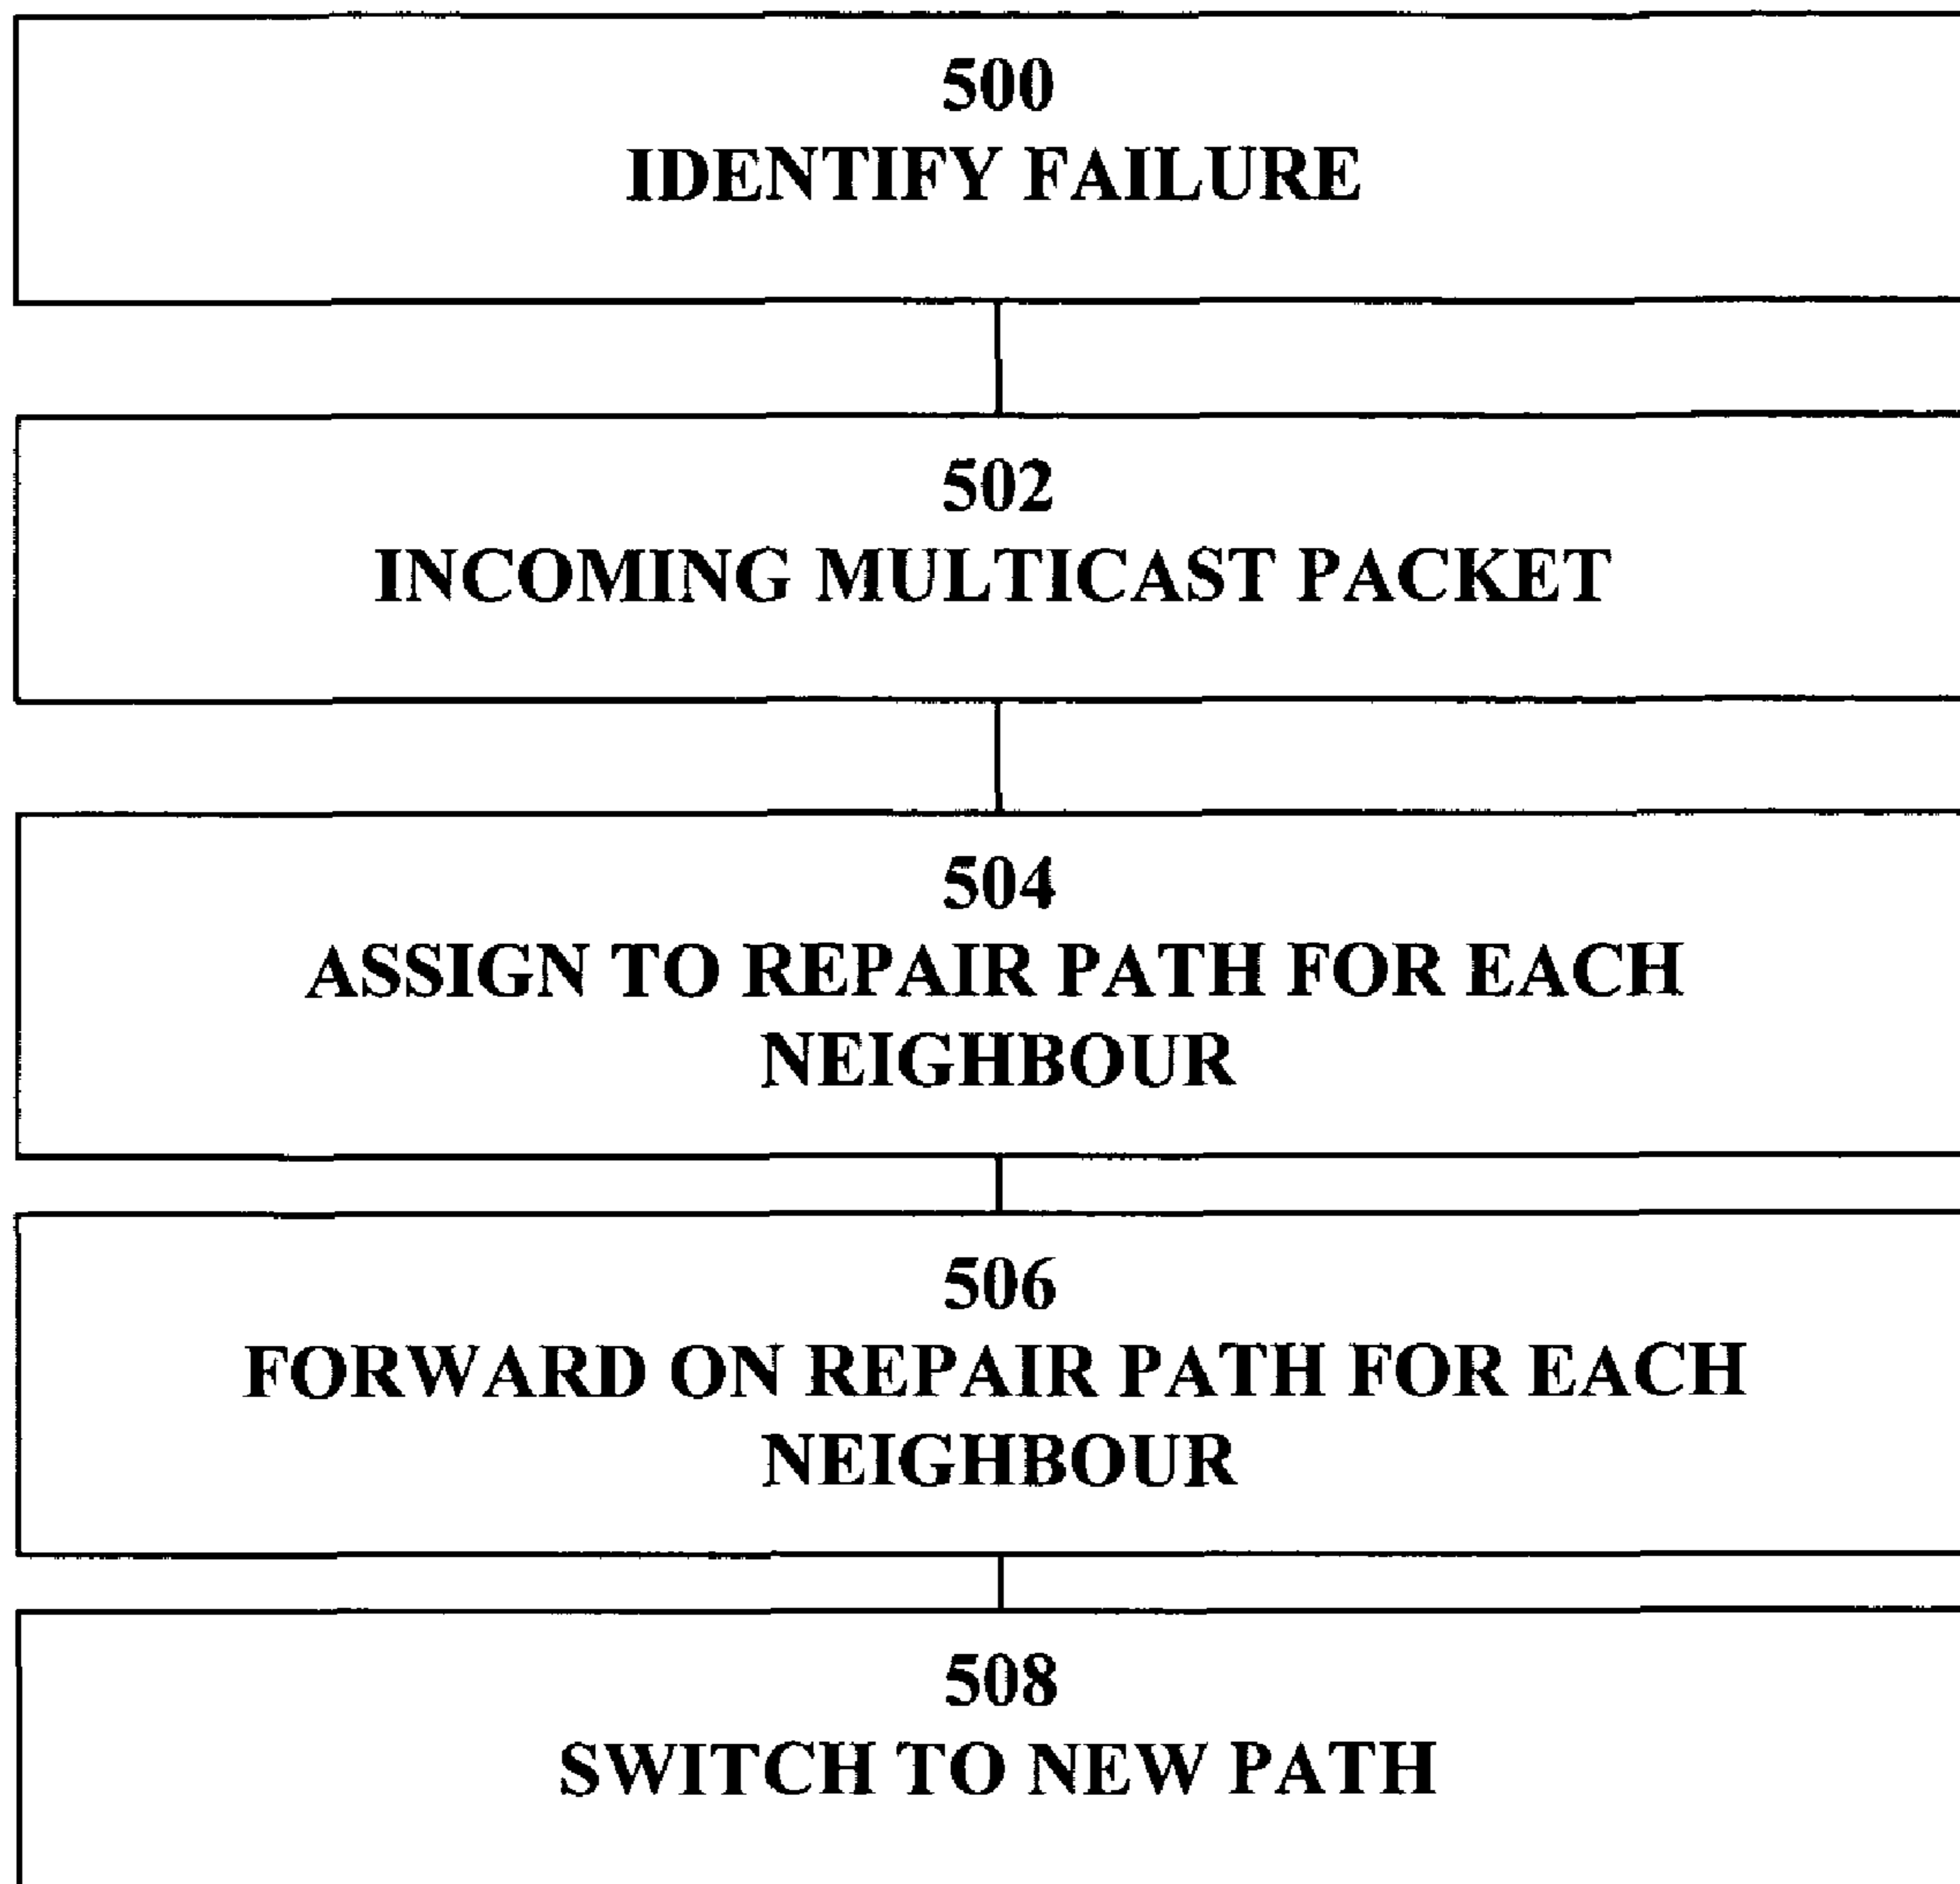 500
IDENTIFY FAILURE
502
INCOMING MULTICAST PACKET
504
ASSIGN TO REPAIR PATH FOR EACH
NEIGHBOUR
506
FORWARD ON REPAIR PATH FOR EACH
NEIGHBOUR
508
SWITCH TO NEW PATH